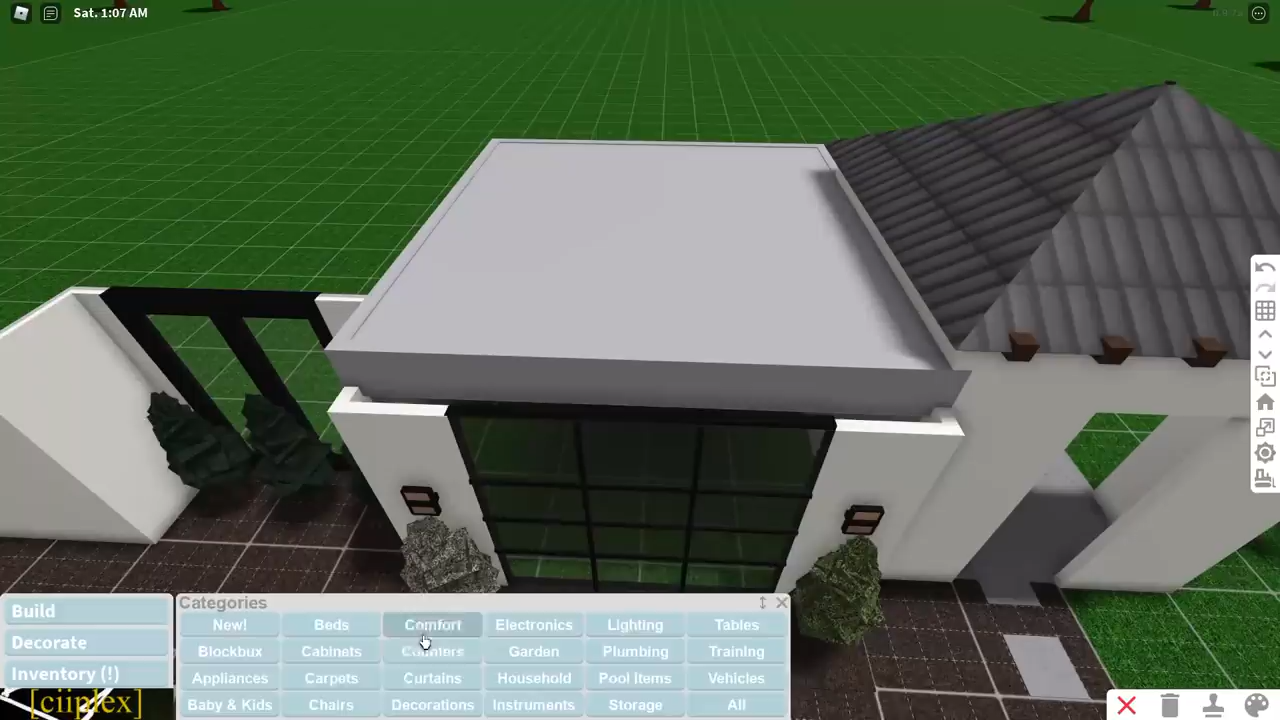 Sat. 1:07 AM
Build
Decorate
Inventory (!)
[ciiplex]
Categories
New! Beds Comfort Electronics Lighting Tables
Blockbux Cabinets Counters Garden Plumbing Training
Appliances Carpets Curtains Household Pool Items Vehicles
Baby & Kids Chairs Decorations Instruments Storage All